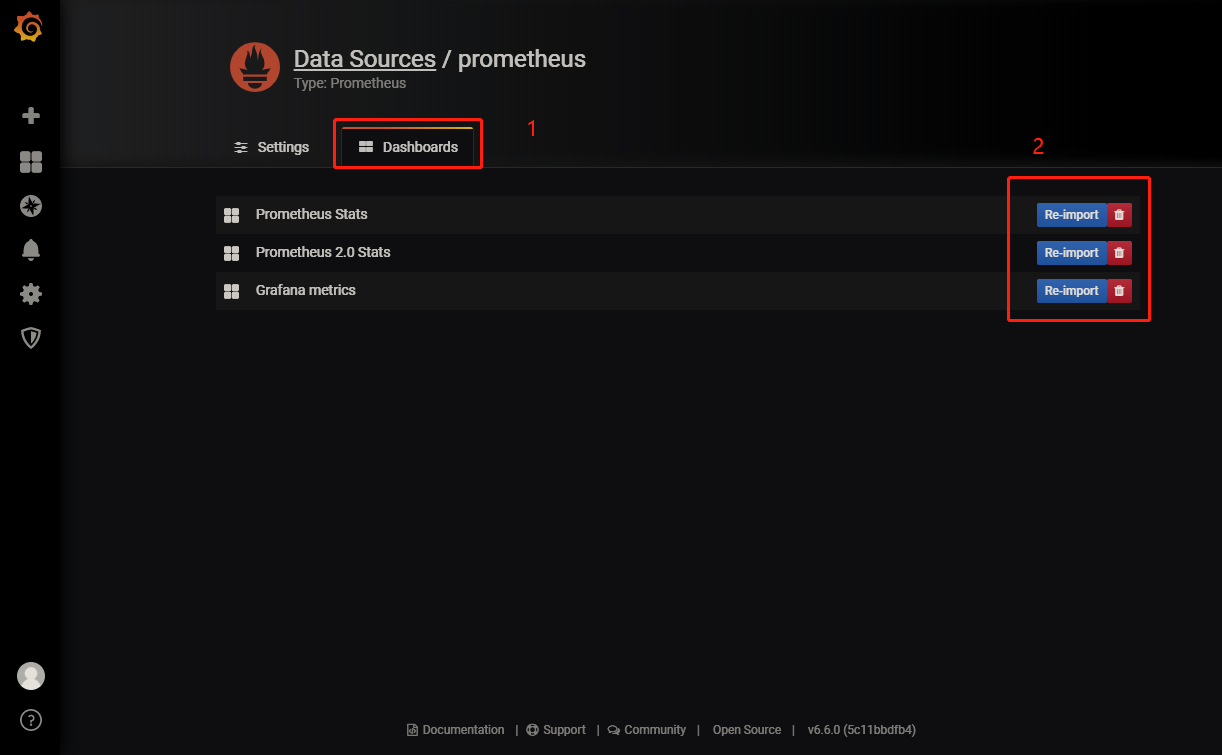 Data Sources / prometheus
Type: Prometheus
Settings
Dashboards
1
2
Prometheus Stats
Re-import
Prometheus 2.0 Stats
Re-import
Grafana metrics
Re-import
?
Documentation | Support | Community | Open Source | v6.6.0 (5c11bbdfb4)